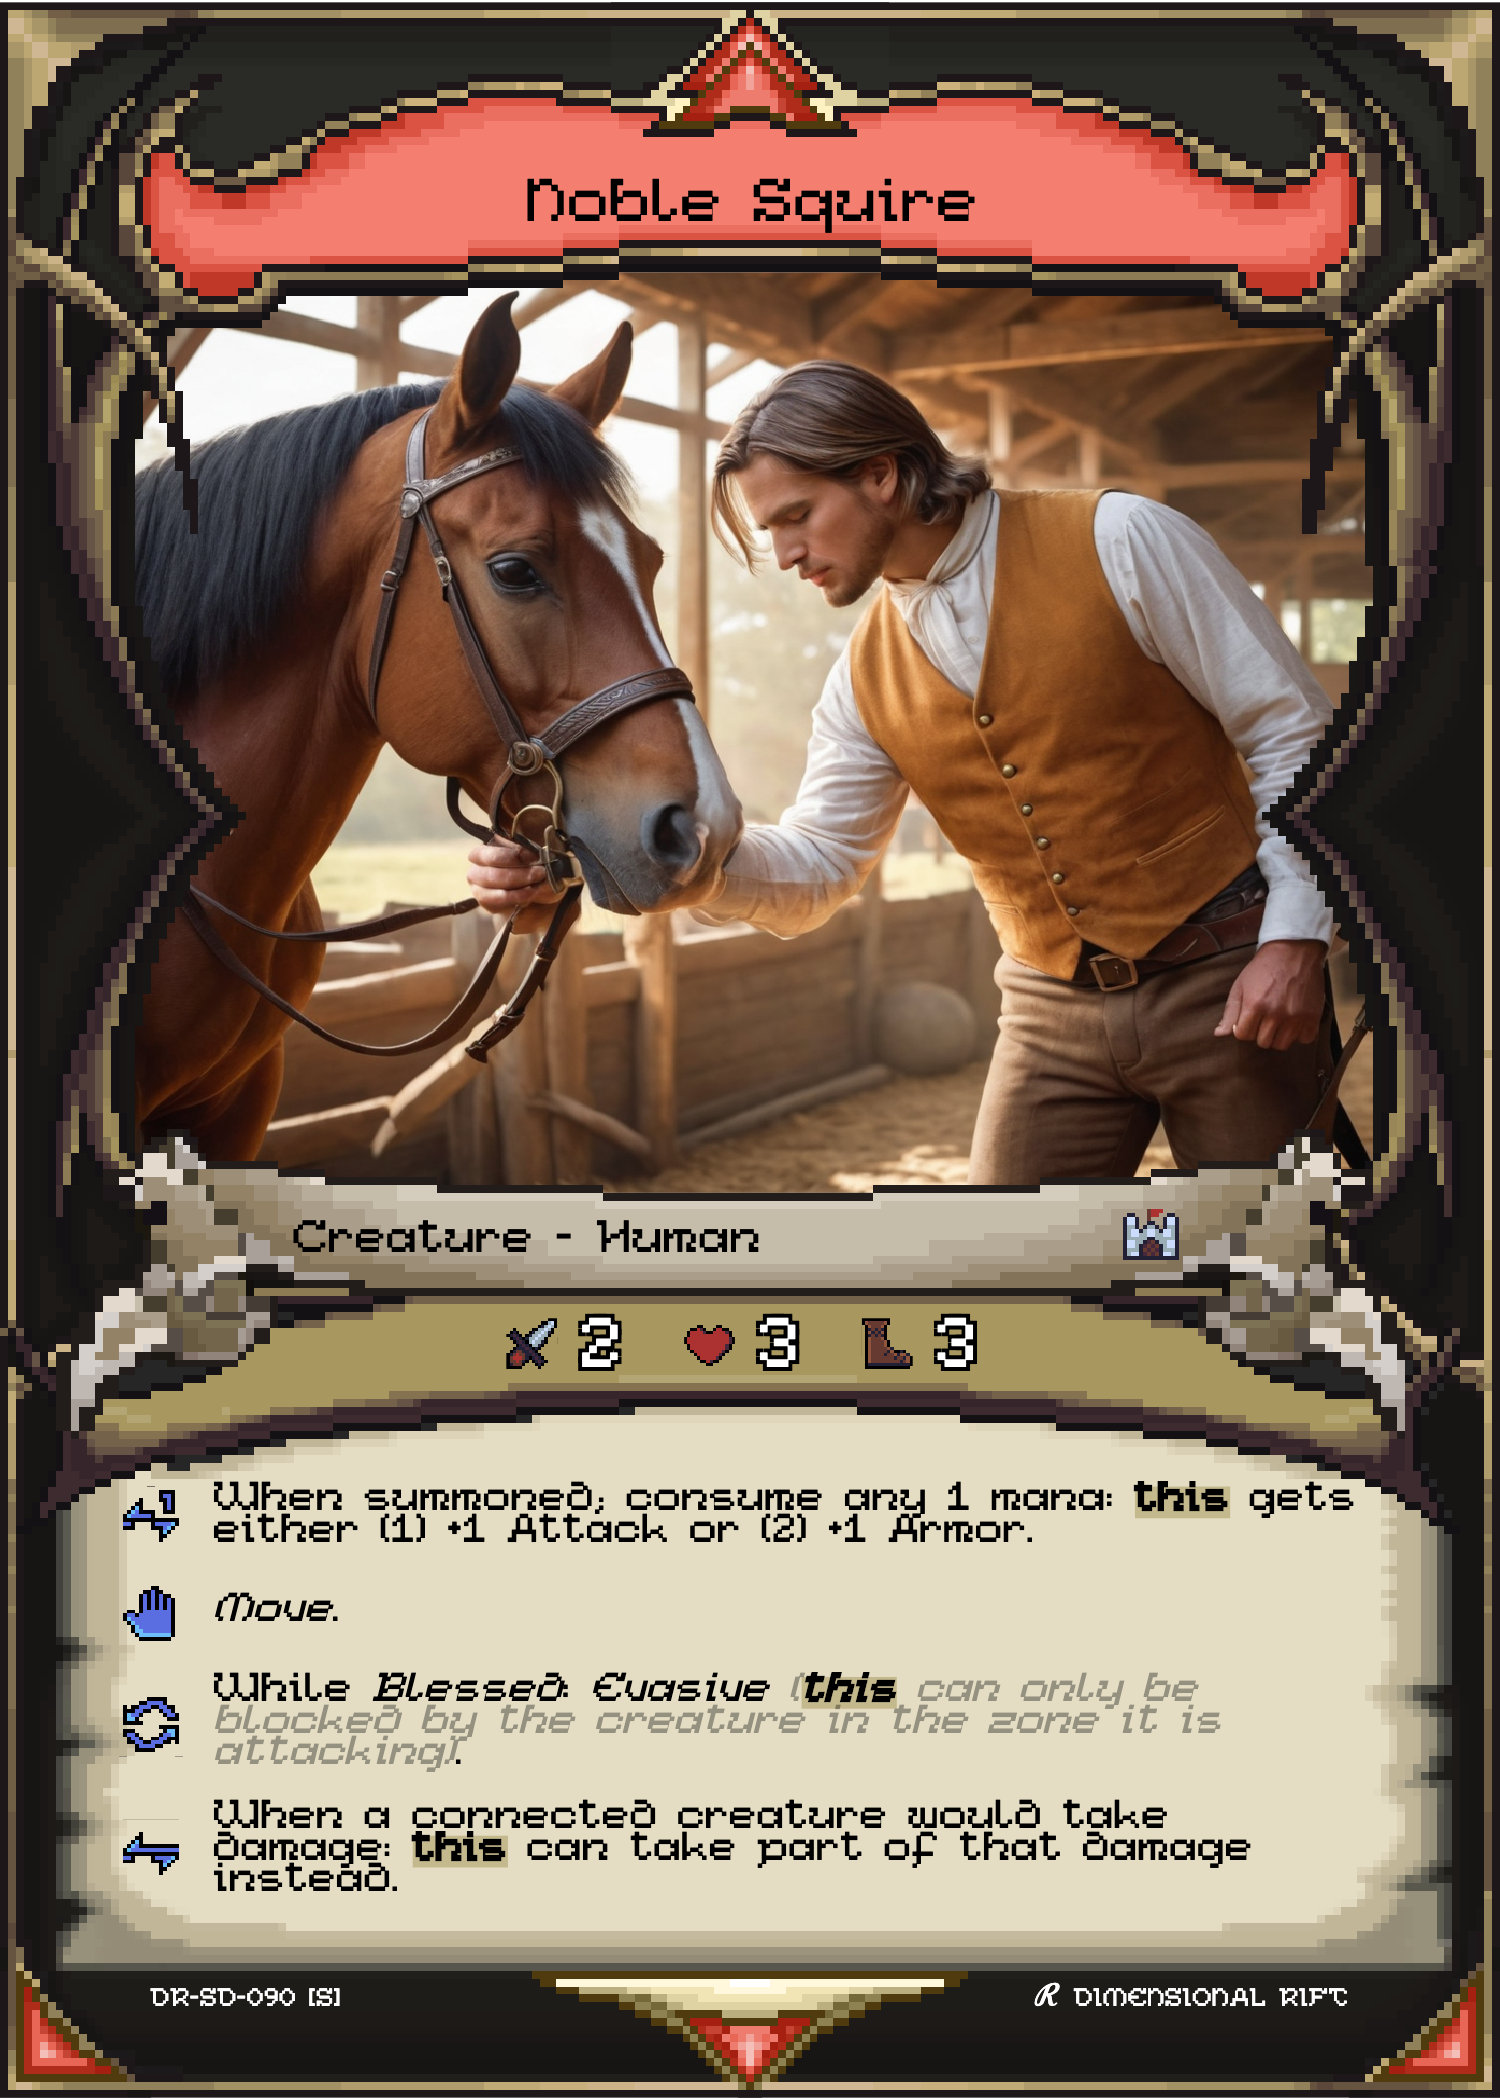 Noble Squire
Creature - Human
2 3 3
When summoned, consume any 1 mana: this gets
either (1) +1 Attack or (2) +1 Armor.
Move.
While Blessed: Evasive (this can only be
blocked by the creature in the zone it is
attacking).
When a connected creature would take
damage: this can take part of that damage
instead.
DR-SD-090 [S]
R DIMENSIONAL RIFT